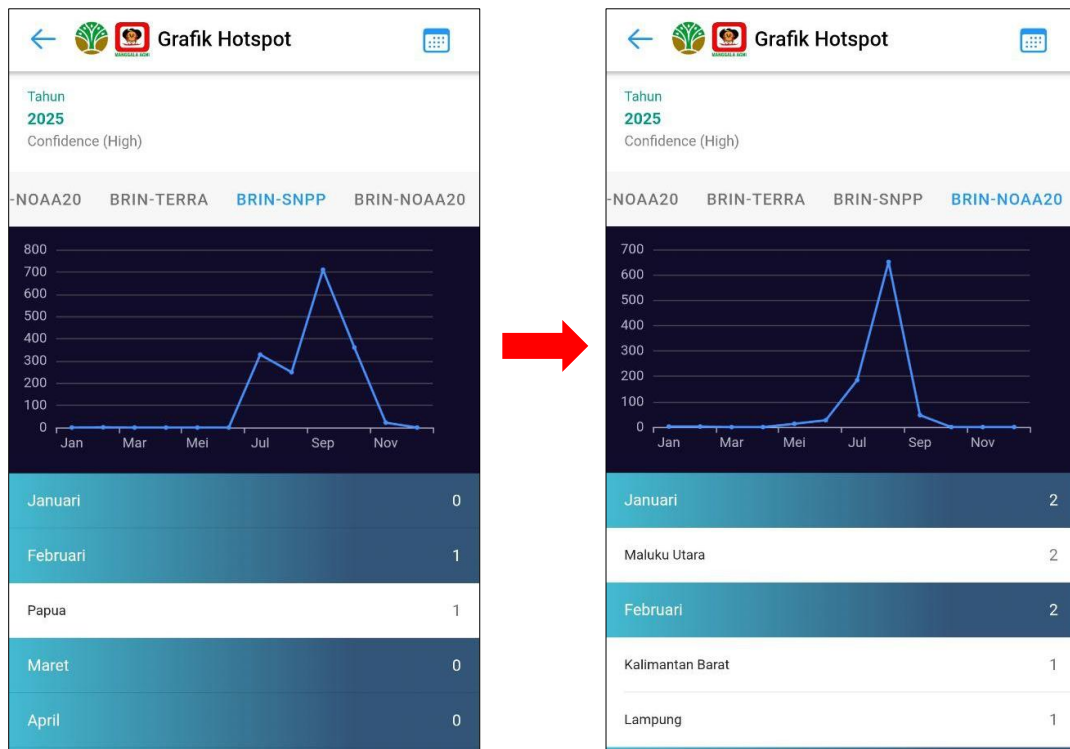 Grafik Hotspot
Tahun
2025
Confidence (High)
-NOAA20 BRIN-TERRA BRIN-SNPP BRIN-NOAA20
800
700
600
500
400
300
200
100
0
Jan Mar Mei Jul Sep Nov
Januari 0
Februari 1
Papua 1
Maret 0
April 0
Grafik Hotspot
Tahun
2025
Confidence (High)
-NOAA20 BRIN-TERRA BRIN-SNPP BRIN-NOAA20
700
600
500
400
300
200
100
0
Jan Mar Mei Jul Sep Nov
Januari 2
Maluku Utara 2
Februari 2
Kalimantan Barat 1
Lampung 1